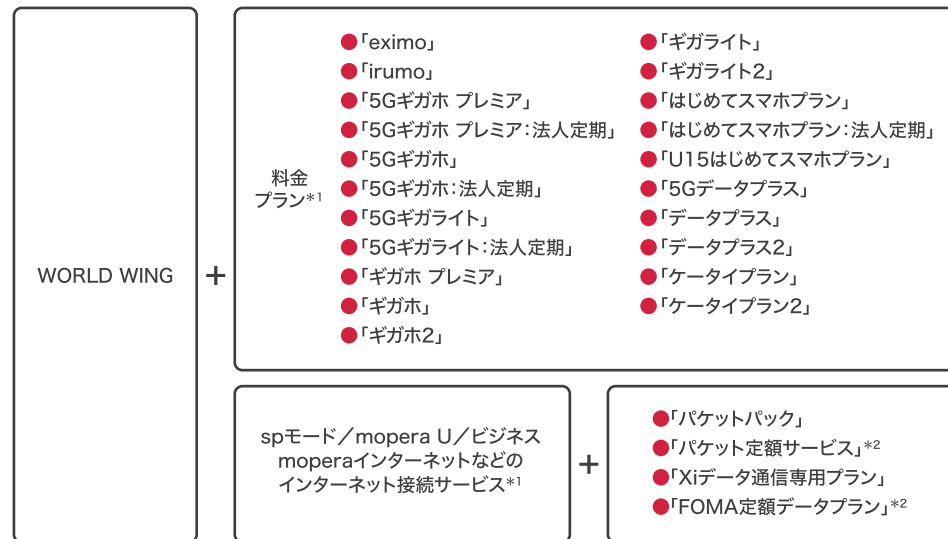 WORLD WING
+
料金
プラン*1
●「eximo」
●「irumo」
●「5Gギガホ プレミア」
●「5Gギガホ プレミア：法人定期」
●「5Gギガホ」
●「5Gギガホ：法人定期」
●「5Gギガライト」
●「5Gギガライト：法人定期」
●「ギガホ プレミア」
●「ギガホ」
●「ギガホ2」
●「ギガライト」
●「ギガライト2」
●「はじめてスマホプラン」
●「はじめてスマホプラン：法人定期」
●「U15はじめてスマホプラン」
●「5Gデータプラス」
●「データプラス」
●「データプラス2」
●「ケータイプラン」
●「ケータイプラン2」
spモード／mopera U／ビジネス
moperaインターネットなどの
インターネット接続サービス*1
+
●「パケットパック」
●「パケット定額サービス」*2
●「Xiデータ通信専用プラン」
●「FOMA定額データプラン」*2